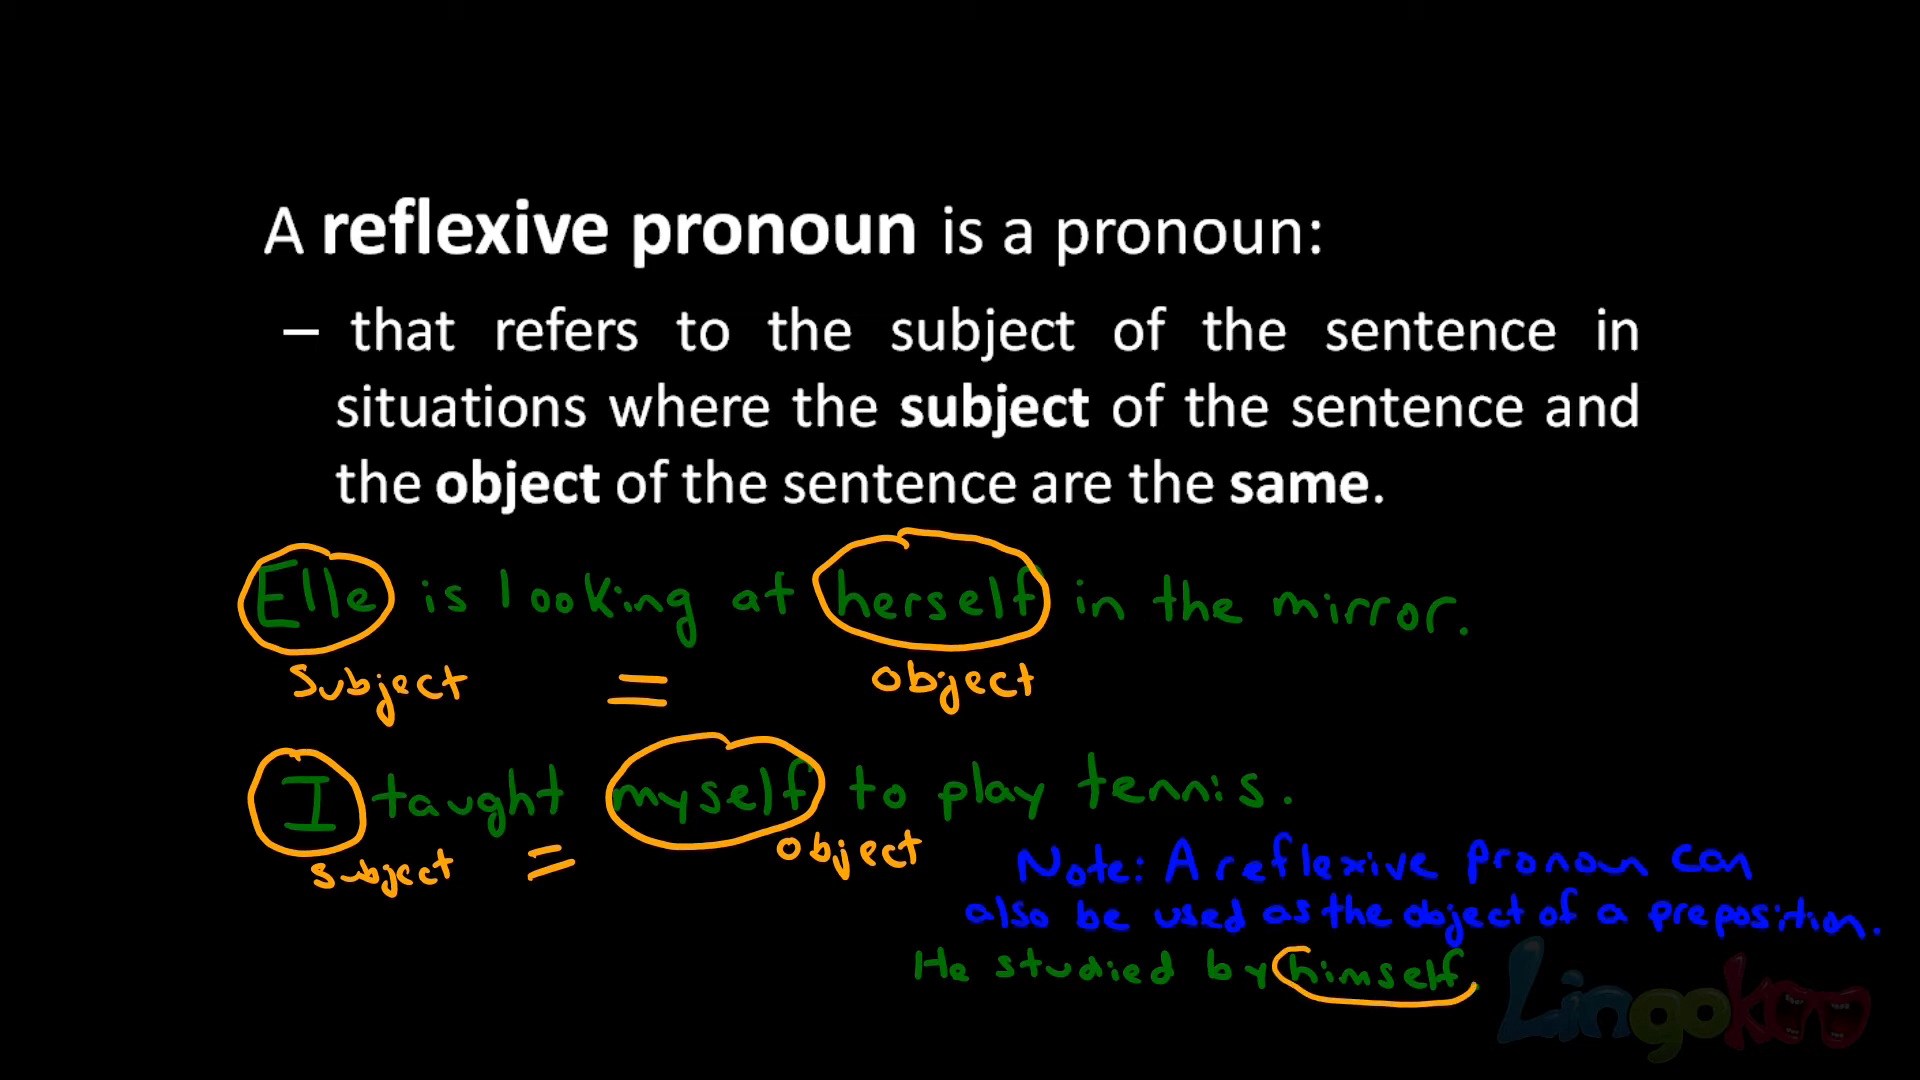 A reflexive pronoun is a pronoun:
– that refers to the subject of the sentence in
situations where the subject of the sentence and
the object of the sentence are the same.
Elle is looking at herself in the mirror.
subject = object
I taught myself to play tennis.
subject = object
Note: A reflexive pronoun can
also be used as the object of a preposition.
He studied by himself.
Lingokoo